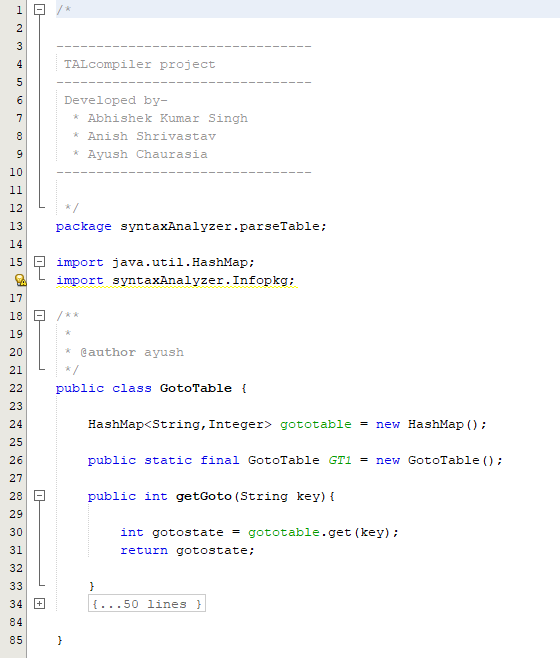 1 /*
2
3 --------------------------------
4 TALcompiler project
5 --------------------------------
6 Developed by-
7 * Abhishek Kumar Singh
8 * Anish Shrivastav
9 * Ayush Chaurasia
10 --------------------------------
11
12 */
13 package syntaxAnalyzer.parseTable;
14
15 import java.util.HashMap;
import syntaxAnalyzer.Infopkg;
17
18 /**
19 *
20 * @author ayush
21 */
22 public class GotoTable {
23
24 HashMap<String,Integer> gototable = new HashMap();
25
26 public static final GotoTable GT1 = new GotoTable();
27
28 public int getGoto(String key){
29
30 int gotostate = gototable.get(key);
31 return gotostate;
32
33 }
34 {...50 lines }
84
85 }